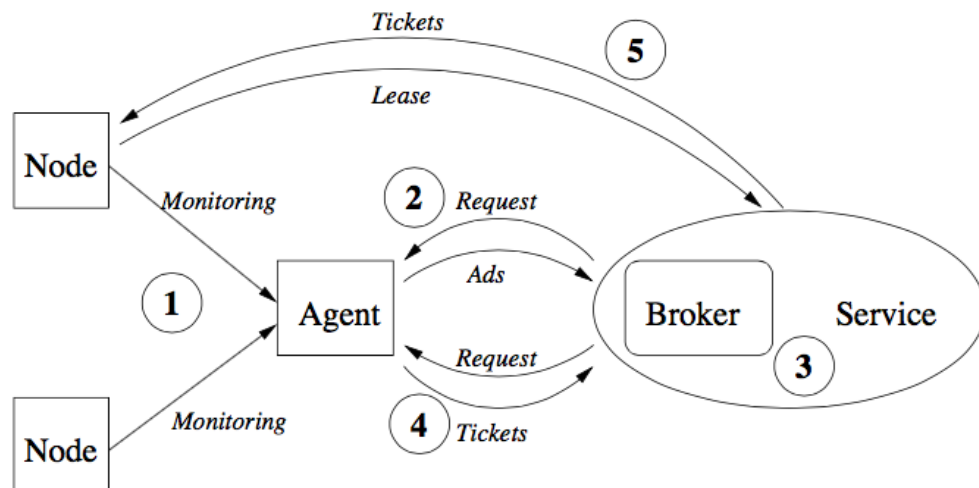 Tickets
5
Lease
Node
Monitoring
2
Request
Ads
1
Agent
Broker
Service
Request
3
4
Tickets
Monitoring
Node